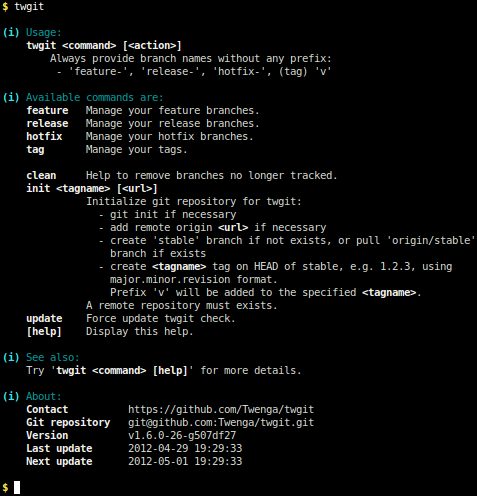 $ twgit
(i) Usage:
twgit <command> [<action>]
Always provide branch names without any prefix:
- 'feature-', 'release-', 'hotfix-', (tag) 'v'
(i) Available commands are:
feature Manage your feature branches.
release Manage your release branches.
hotfix Manage your hotfix branches.
tag Manage your tags.
clean Help to remove branches no longer tracked.
init <tagname> [<url>]
Initialize git repository for twgit:
- git init if necessary
- add remote origin <url> if necessary
- create 'stable' branch if not exists, or pull 'origin/stable'
branch if exists
- create <tagname> tag on HEAD of stable, e.g. 1.2.3, using
major.minor.revision format.
Prefix 'v' will be added to the specified <tagname>.
A remote repository must exists.
update Force update twgit check.
[help] Display this help.
(i) See also:
Try 'twgit <command> [help]' for more details.
(i) About:
Contact https://github.com/Twenga/twgit
Git repository git@github.com:Twenga/twgit.git
Version v1.6.0-26-g507df27
Last update 2012-04-29 19:29:33
Next update 2012-05-01 19:29:33
$